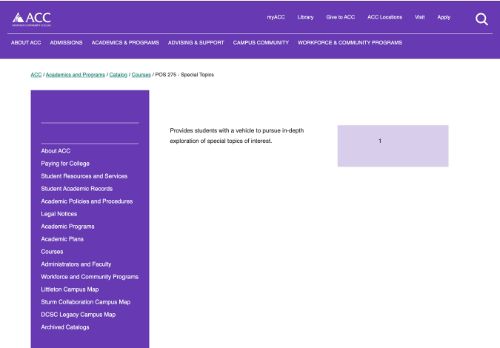 ACC
myACC
Library
Give to ACC
ACC Locations
Visit
Apply
ABOUT ACC
ADMISSIONS
ACADEMICS & PROGRAMS
ADVISING & SUPPORT
CAMPUS COMMUNITY
WORKFORCE & COMMUNITY PROGRAMS
ACC / Academics and Programs / Catalog / Courses / POS 275 - Special Topics
About ACC
Paying for College
Student Resources and Services
Student Academic Records
Academic Policies and Procedures
Legal Notices
Academic Programs
Academic Plans
Courses
Administrators and Faculty
Workforce and Community Programs
Littleton Campus Map
Sturm Collaboration Campus Map
DCSC Legacy Campus Map
Archived Catalogs
Provides students with a vehicle to pursue in-depth
exploration of special topics of interest.
1